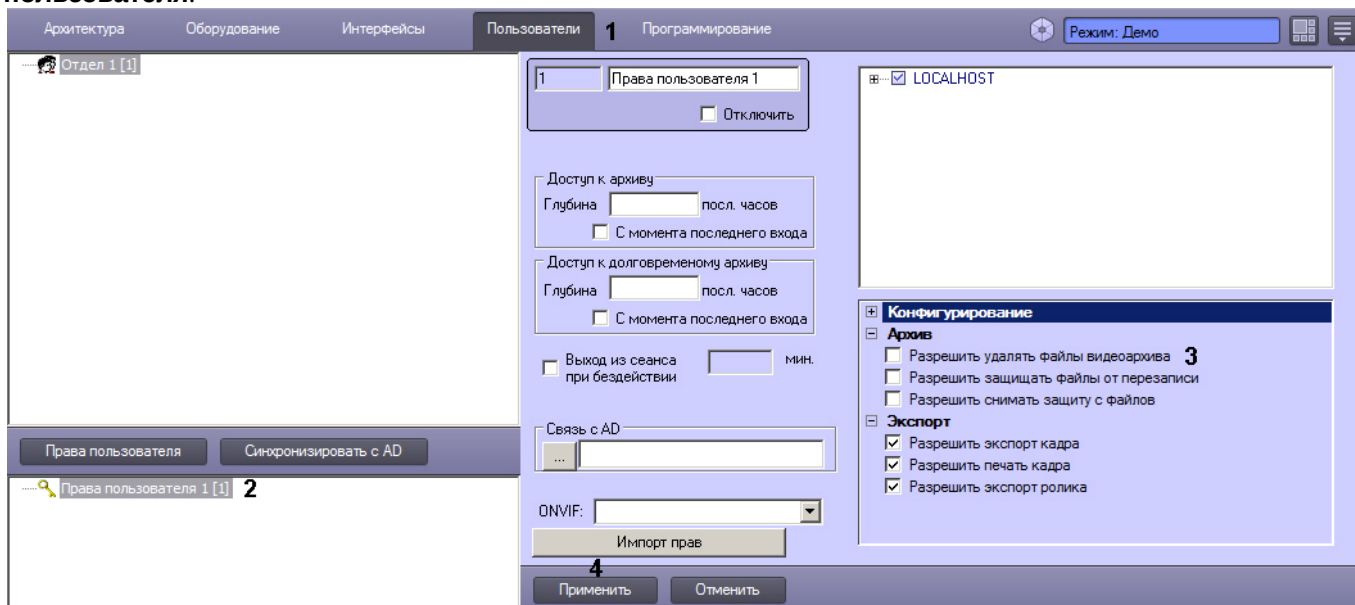 пользователя.
Архитектура Оборудование Интерфейсы Пользователи 1 Программирование Режим: Демо
Отдел 1 [1]
1 Права пользователя 1
Отключить
LOCALHOST
Доступ к архиву
Глубина посл. часов
С момента последнего входа
Доступ к долговременому архиву
Глубина посл. часов
С момента последнего входа
Выход из сеанса при бездействии мин.
Связь с AD
...
ONVIF:
Импорт прав
Конфигурирование
Архив
Разрешить удалять файлы видеоархива 3
Разрешить защищать файлы от перезаписи
Разрешить снимать защиту с файлов
Экспорт
Разрешить экспорт кадра
Разрешить печать кадра
Разрешить экспорт ролика
Права пользователя Синхронизировать с AD
Права пользователя 1 [1] 2
4
Применить Отменить